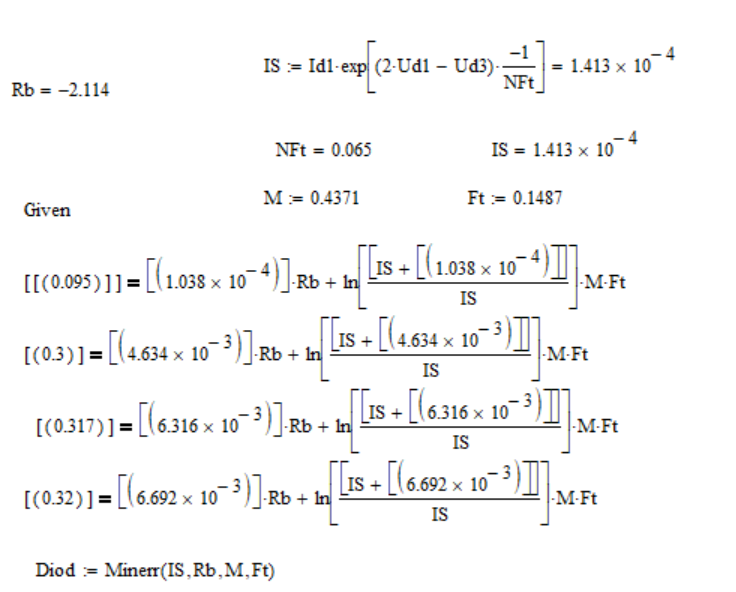 IS := Id1·exp[(2·Ud1 − Ud3)·−1/NFt] = 1.413 × 10^−4
Rb = −2.114
NFt = 0.065 IS = 1.413 × 10^−4
M := 0.4371 Ft := 0.1487
Given
[[(0.095)]] = [(1.038 × 10^−4)]·Rb + ln[[IS + [(1.038 × 10^−4)]]/IS]·M·Ft
[(0.3)] = [(4.634 × 10^−3)]·Rb + ln[[IS + [(4.634 × 10^−3)]]/IS]·M·Ft
[(0.317)] = [(6.316 × 10^−3)]·Rb + ln[[IS + [(6.316 × 10^−3)]]/IS]·M·Ft
[(0.32)] = [(6.692 × 10^−3)]·Rb + ln[[IS + [(6.692 × 10^−3)]]/IS]·M·Ft
Diod := Minerr(IS,Rb,M,Ft)